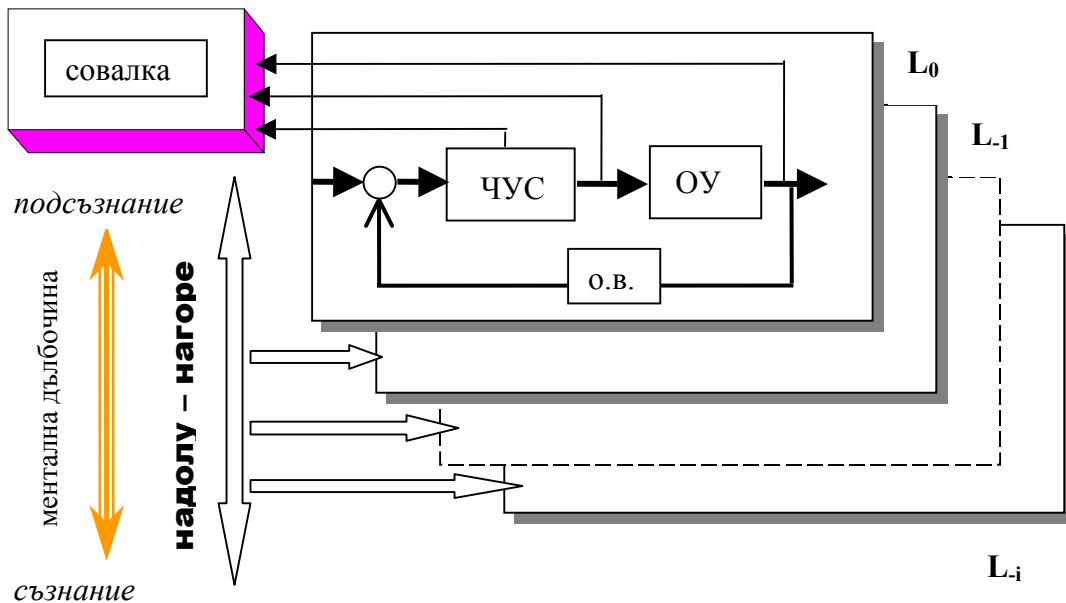 совалка
L₀
L₋₁
ЧУС
ОУ
подсъзнание
о.в.
ментална дълбочина
надолу – нагоре
L₋ᵢ
съзнание